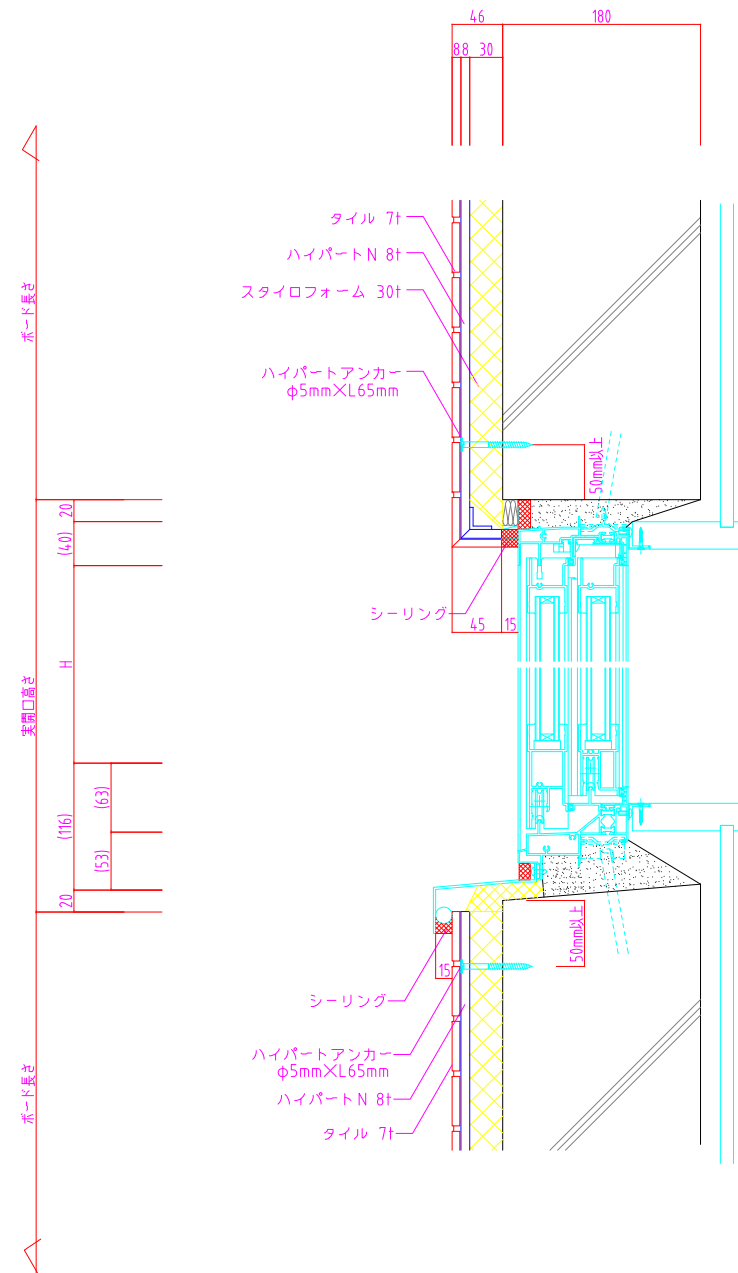 46
180
88 30
タイル 7t
ハイパートN 8t
スタイロフォーム 30t
ハイパートアンカー
φ5mm×L65mm
50mm以上
ボード長さ
20
(40)
シーリング
45
15
H
実開口高さ
(63)
(116)
(53)
20
50mm以上
15
シーリング
ハイパートアンカー
φ5mm×L65mm
ハイパートN 8t
タイル 7t
ボード長さ